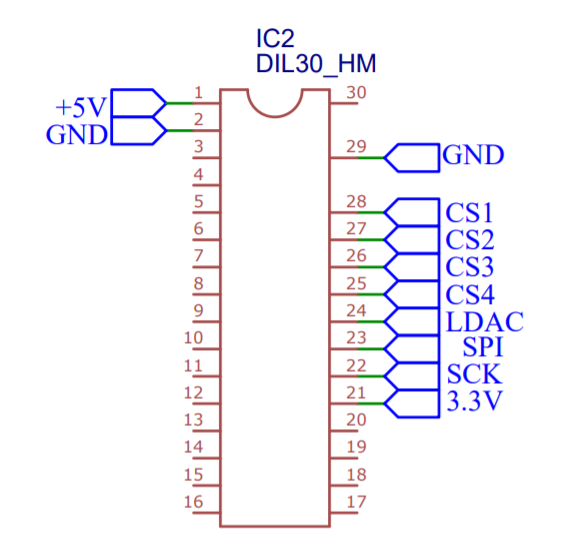 IC2
DIL30_HM
+5V 1 30
GND 2
3 29 GND
4
5 28 CS1
6 27 CS2
7 26 CS3
8 25 CS4
9 24 LDAC
10 23 SPI
11 22 SCK
12 21 3.3V
13 20
14 19
15 18
16 17